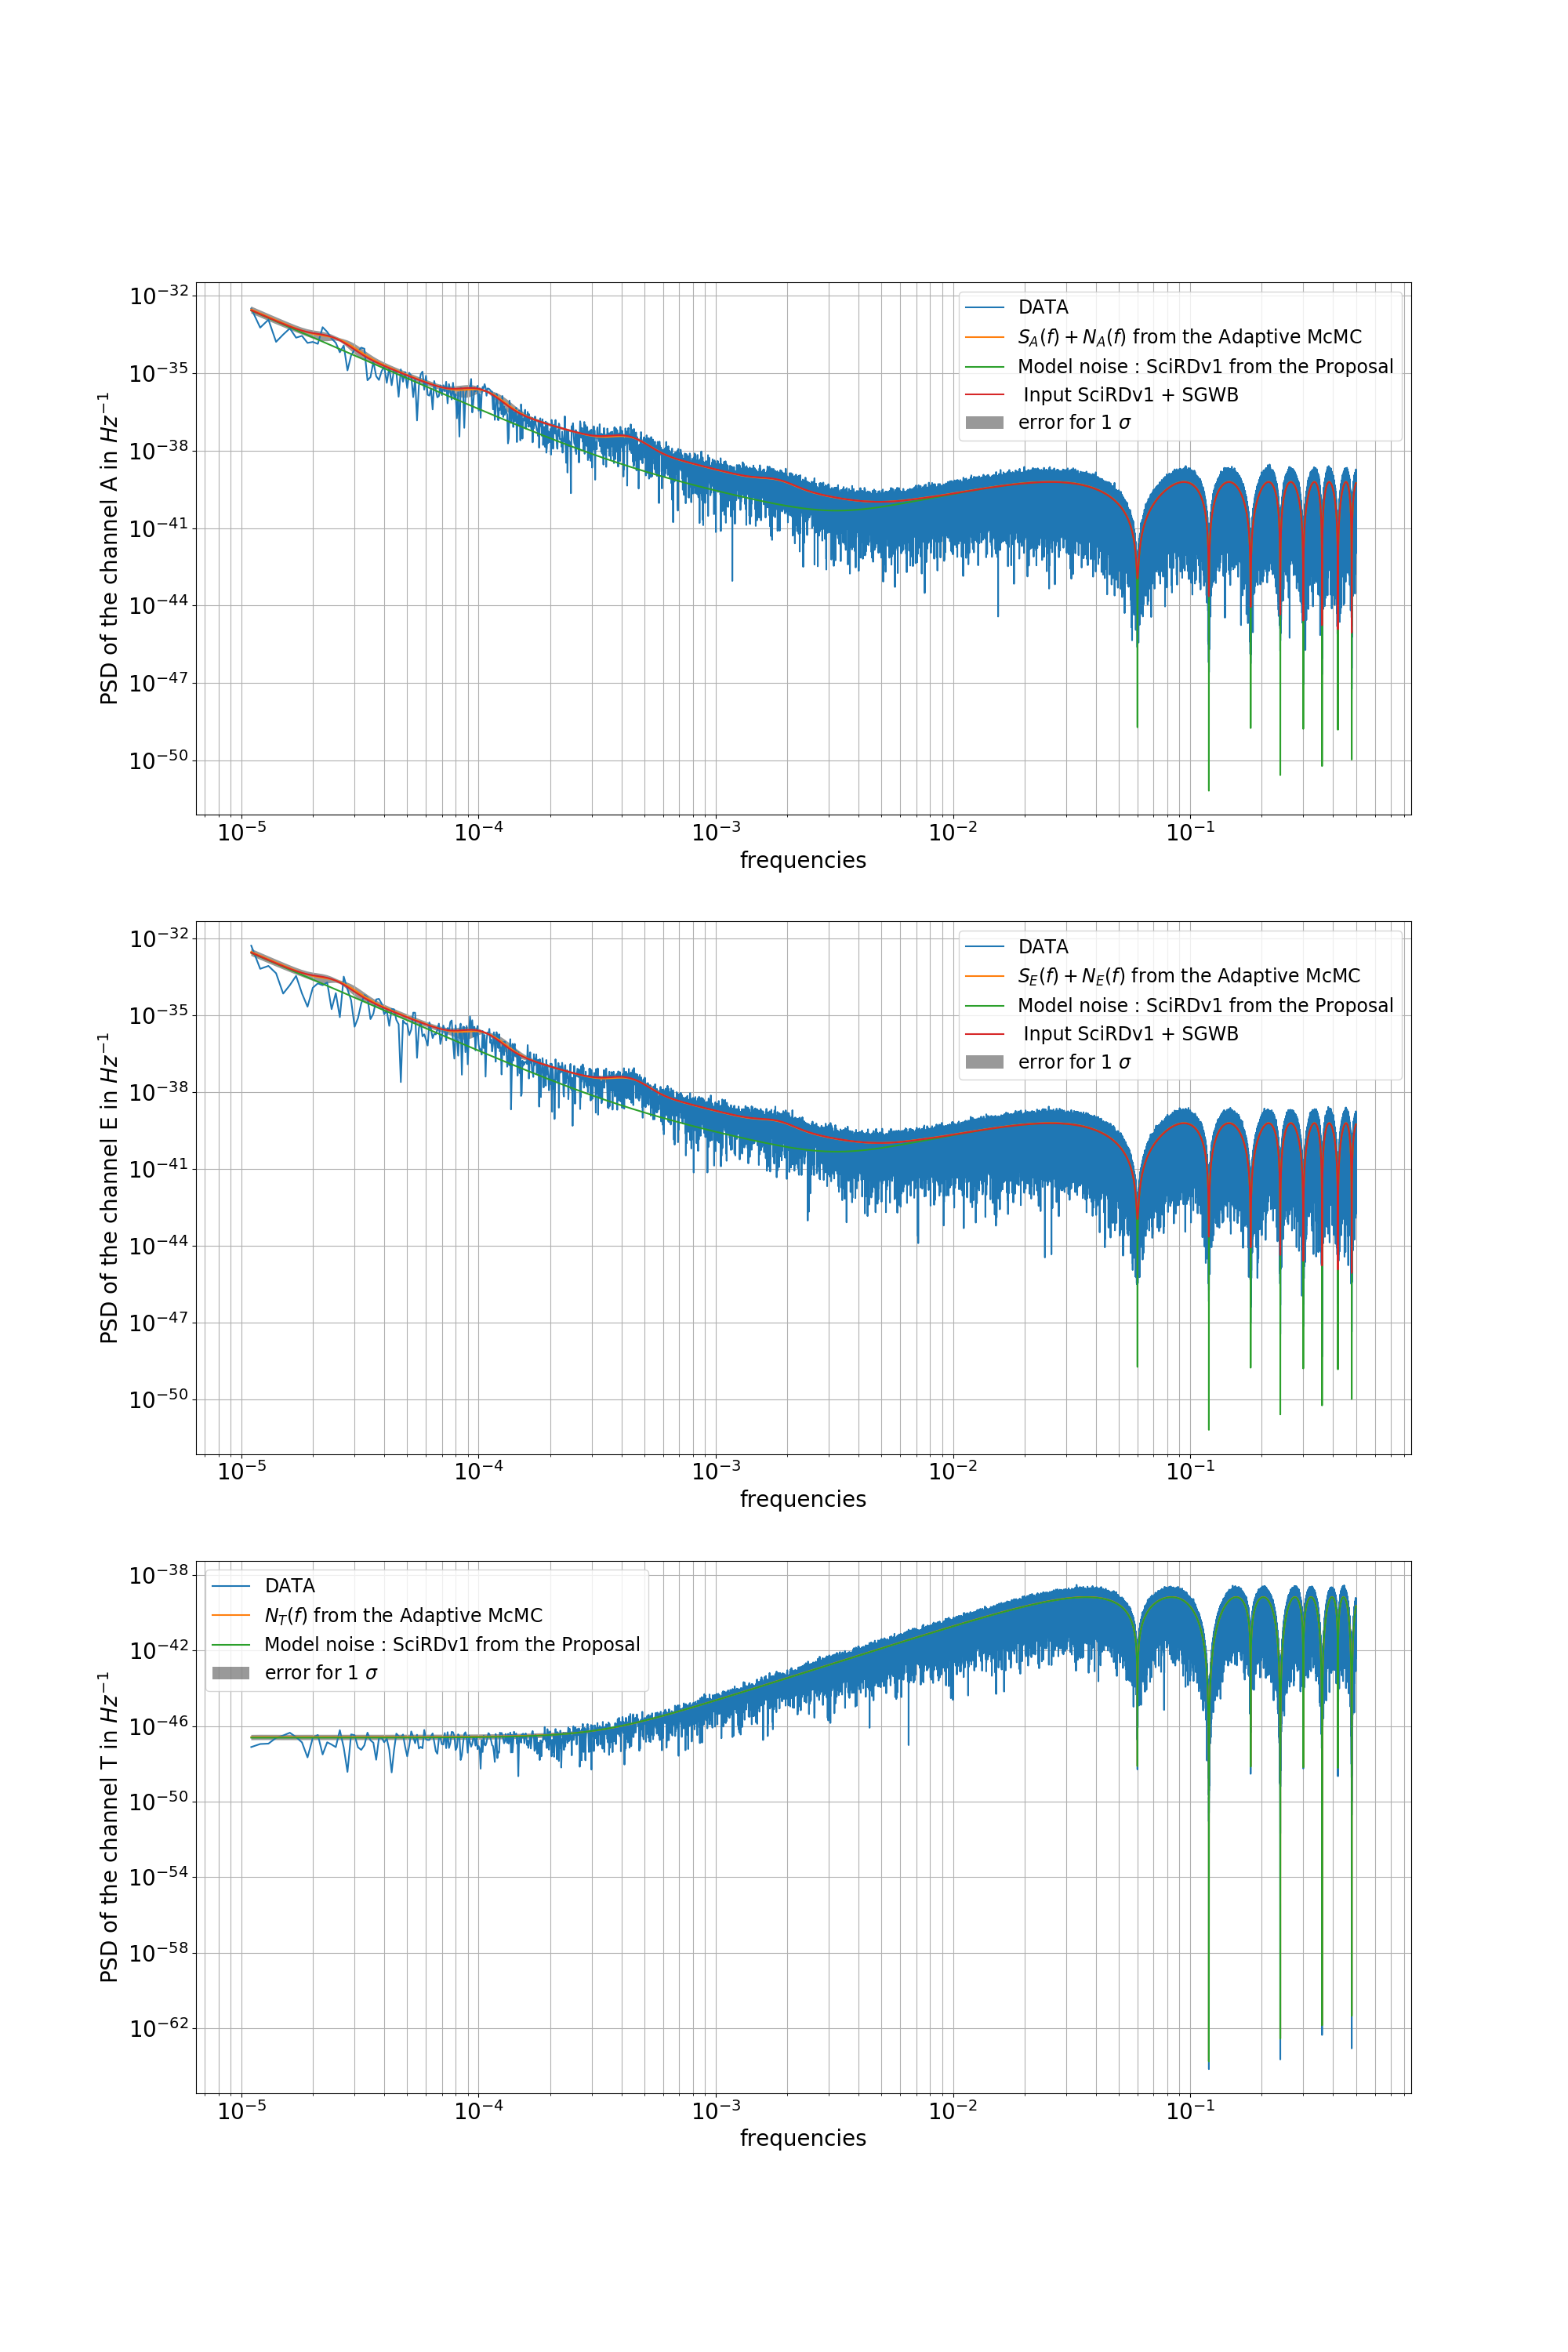 PSD of the channel A in Hz⁻¹
10⁻³²
10⁻³⁵
10⁻³⁸
10⁻⁴¹
10⁻⁴⁴
10⁻⁴⁷
10⁻⁵⁰
DATA
S_A(f) + N_A(f) from the Adaptive McMC
Model noise : SciRDv1 from the Proposal
Input SciRDv1 + SGWB
error for 1 σ
10⁻⁵ 10⁻⁴ 10⁻³ 10⁻² 10⁻¹
frequencies
PSD of the channel E in Hz⁻¹
10⁻³²
10⁻³⁵
10⁻³⁸
10⁻⁴¹
10⁻⁴⁴
10⁻⁴⁷
10⁻⁵⁰
DATA
S_E(f) + N_E(f) from the Adaptive McMC
Model noise : SciRDv1 from the Proposal
Input SciRDv1 + SGWB
error for 1 σ
10⁻⁵ 10⁻⁴ 10⁻³ 10⁻² 10⁻¹
frequencies
PSD of the channel T in Hz⁻¹
10⁻³⁸
10⁻⁴²
10⁻⁴⁶
10⁻⁵⁰
10⁻⁵⁴
10⁻⁵⁸
10⁻⁶²
DATA
N_T(f) from the Adaptive McMC
Model noise : SciRDv1 from the Proposal
error for 1 σ
10⁻⁵ 10⁻⁴ 10⁻³ 10⁻² 10⁻¹
frequencies